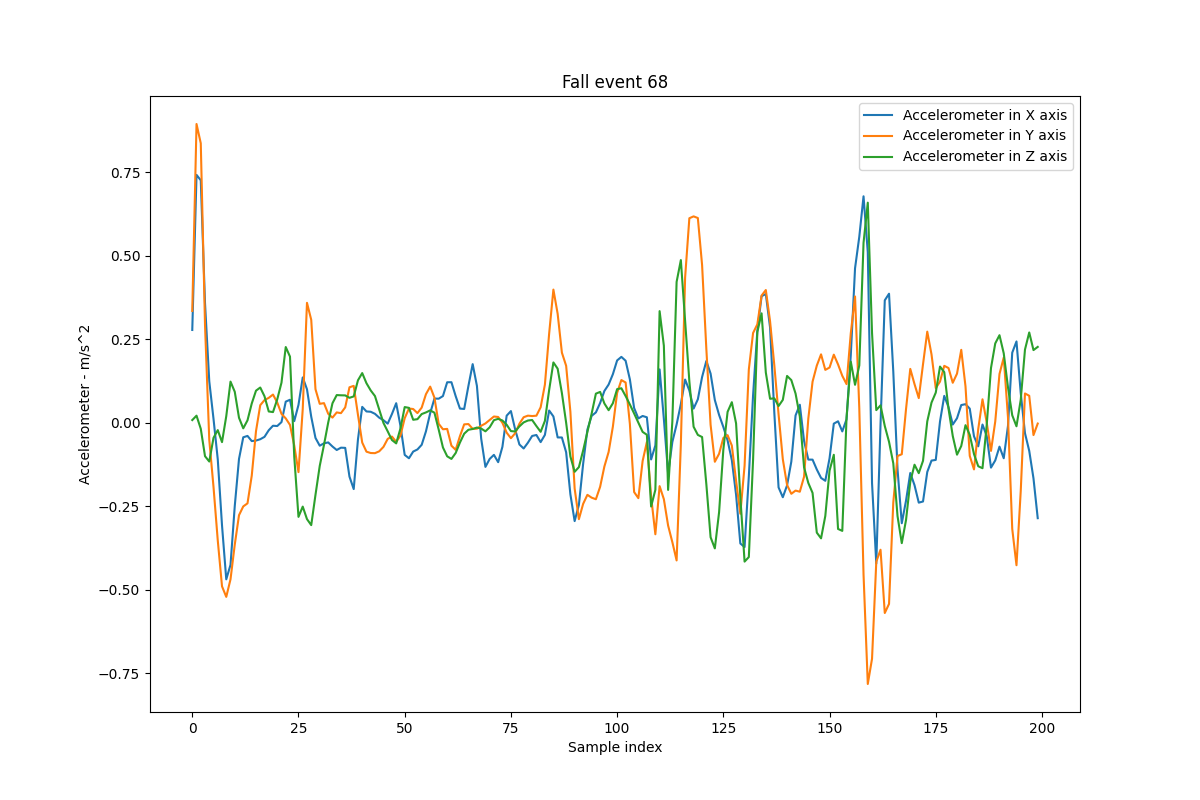 Fall event 68
Accelerometer in X axis
Accelerometer in Y axis
Accelerometer in Z axis
Accelerometer - m/s^2
0.75
0.50
0.25
0.00
−0.25
−0.50
−0.75
0 25 50 75 100 125 150 175 200
Sample index